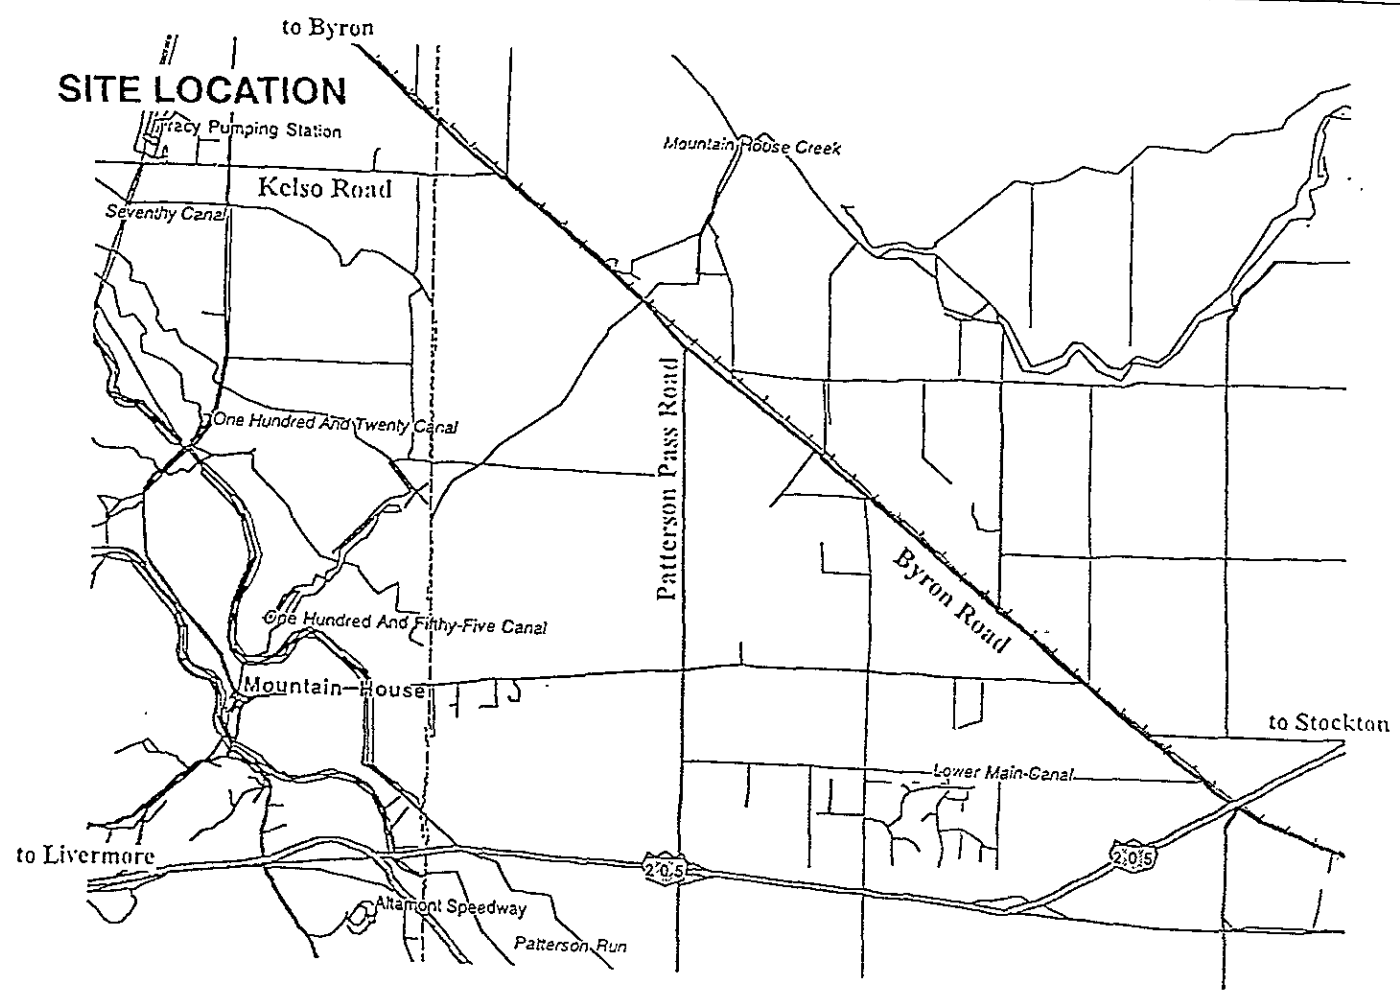 to Byron
SITE LOCATION
Tracy Pumping Station
Mountain House Creek
Kelso Road
Seventhy Canal
One Hundred And Twenty Canal
Patterson Pass Road
Byron Road
One Hundred And Fifthy-Five Canal
Mountain House
to Stockton
Lower Main Canal
to Livermore
205
205
Altamont Speedway
Patterson Run